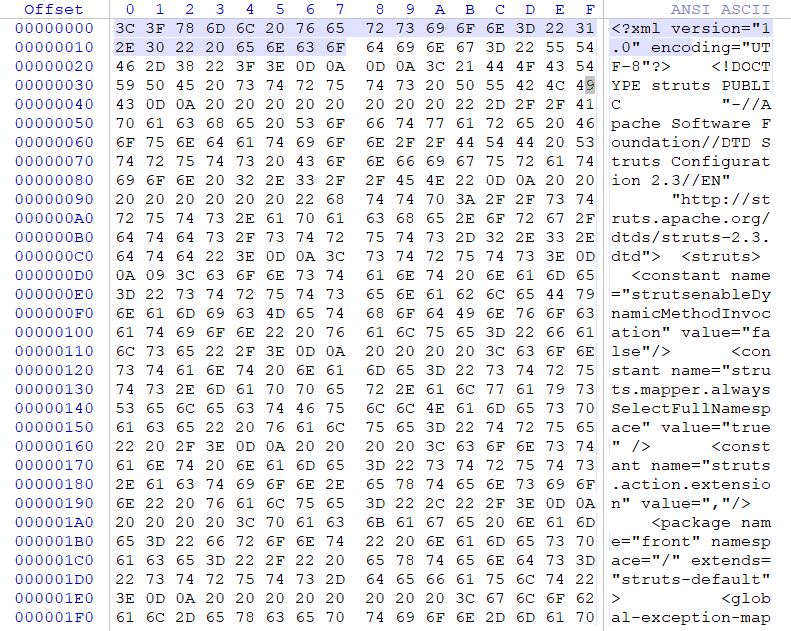 Offset 0 1 2 3 4 5 6 7 8 9 A B C D E F ANSI ASCII
00000000 3C 3F 78 6D 6C 20 76 65 72 73 69 6F 6E 3D 22 31 <?xml version="1
00000010 2E 30 22 20 65 6E 63 6F 64 69 6E 67 3D 22 55 54 .0" encoding="UT
00000020 46 2D 38 22 3F 3E 0D 0A 0D 0A 3C 21 44 4F 43 54 F-8"?> <!DOCT
00000030 59 50 45 20 73 74 72 75 74 73 20 50 55 42 4C 49 YPE struts PUBLI
00000040 43 0D 0A 20 20 20 20 20 20 20 20 22 2D 2F 2F 41 C "-//A
00000050 70 61 63 68 65 20 53 6F 66 74 77 61 72 65 20 46 pache Software F
00000060 6F 75 6E 64 61 74 69 6F 6E 2F 2F 44 54 44 20 53 oundation//DTD S
00000070 74 72 75 74 73 20 43 6F 6E 66 69 67 75 72 61 74 truts Configurat
00000080 69 6F 6E 20 32 2E 33 2F 2F 45 4E 22 0D 0A 20 20 ion 2.3//EN"
00000090 20 20 20 20 20 20 22 68 74 74 70 3A 2F 2F 73 74 "http://st
000000A0 72 75 74 73 2E 61 70 61 63 68 65 2E 6F 72 67 2F ruts.apache.org/
000000B0 64 74 64 73 2F 73 74 72 75 74 73 2D 32 2E 33 2E dtds/struts-2.3.
000000C0 64 74 64 22 3E 0D 0A 3C 73 74 72 75 74 73 3E 0D dtd"> <struts>
000000D0 0A 09 3C 63 6F 6E 73 74 61 6E 74 20 6E 61 6D 65 <constant name
000000E0 3D 22 73 74 72 75 74 73 65 6E 61 62 6C 65 44 79 ="strutsenableDy
000000F0 6E 61 6D 69 63 4D 65 74 68 6F 64 49 6E 76 6F 63 namicMethodInvoc
00000100 61 74 69 6F 6E 22 20 76 61 6C 75 65 3D 22 66 61 ation" value="fa
00000110 6C 73 65 22 2F 3E 0D 0A 20 20 20 20 3C 63 6F 6E lse"/> <con
00000120 73 74 61 6E 74 20 6E 61 6D 65 3D 22 73 74 72 75 stant name="stru
00000130 74 73 2E 6D 61 70 70 65 72 2E 61 6C 77 61 79 73 ts.mapper.always
00000140 53 65 6C 65 63 74 46 75 6C 6C 4E 61 6D 65 73 70 SelectFullNamesp
00000150 61 63 65 22 20 76 61 6C 75 65 3D 22 74 72 75 65 ace" value="true
00000160 22 20 2F 3E 0D 0A 20 20 20 20 3C 63 6F 6E 73 74 " /> <const
00000170 61 6E 74 20 6E 61 6D 65 3D 22 73 74 72 75 74 73 ant name="struts
00000180 2E 61 63 74 69 6F 6E 2E 65 78 74 65 6E 73 69 6F .action.extensio
00000190 6E 22 20 76 61 6C 75 65 3D 22 2C 22 2F 3E 0D 0A n" value=","/>
000001A0 20 20 20 20 3C 70 61 63 6B 61 67 65 20 6E 61 6D <package nam
000001B0 65 3D 22 66 72 6F 6E 74 22 20 6E 61 6D 65 73 70 e="front" namesp
000001C0 61 63 65 3D 22 2F 22 20 65 78 74 65 6E 64 73 3D ace="/" extends=
000001D0 22 73 74 72 75 74 73 2D 64 65 66 61 75 6C 74 22 "struts-default"
000001E0 3E 0D 0A 20 20 20 20 20 20 20 20 3C 67 6C 6F 62 > <glob
000001F0 61 6C 2D 65 78 63 65 70 74 69 6F 6E 2D 6D 61 70 al-exception-map